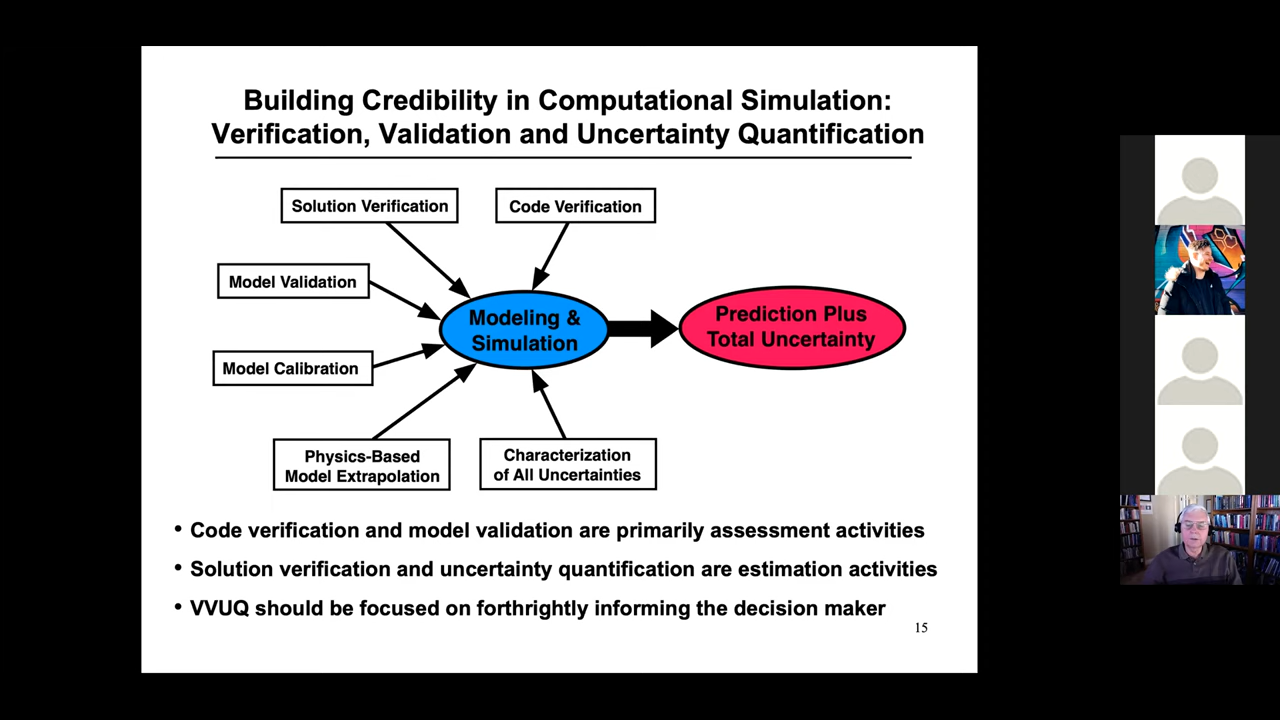 Building Credibility in Computational Simulation:
Verification, Validation and Uncertainty Quantification
Solution Verification
Code Verification
Model Validation
Modeling &
Simulation
Prediction Plus
Total Uncertainty
Model Calibration
Physics-Based
Model Extrapolation
Characterization
of All Uncertainties
• Code verification and model validation are primarily assessment activities
• Solution verification and uncertainty quantification are estimation activities
• VVUQ should be focused on forthrightly informing the decision maker
15